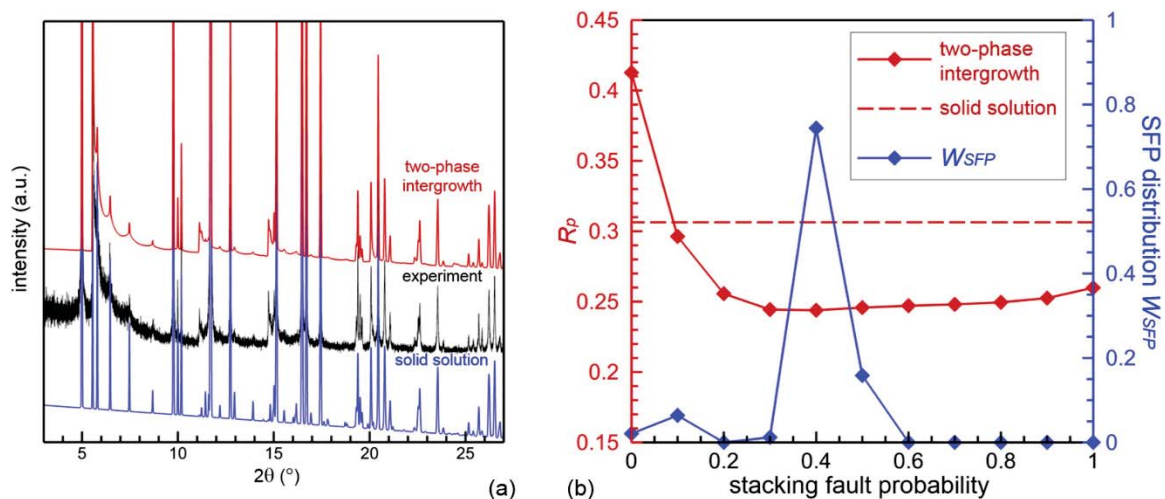 intensity (a.u.)
two-phase
intergrowth
experiment
solid solution
5 10 15 20 25
2θ (°)
(a)
0.45
0.4
0.35
0.3
0.25
0.2
0.15
Rp
two-phase
intergrowth
solid solution
WSFP
1
0.8
0.6
0.4
0.2
0
SFP distribution WSFP
0 0.2 0.4 0.6 0.8 1
stacking fault probability
(b)